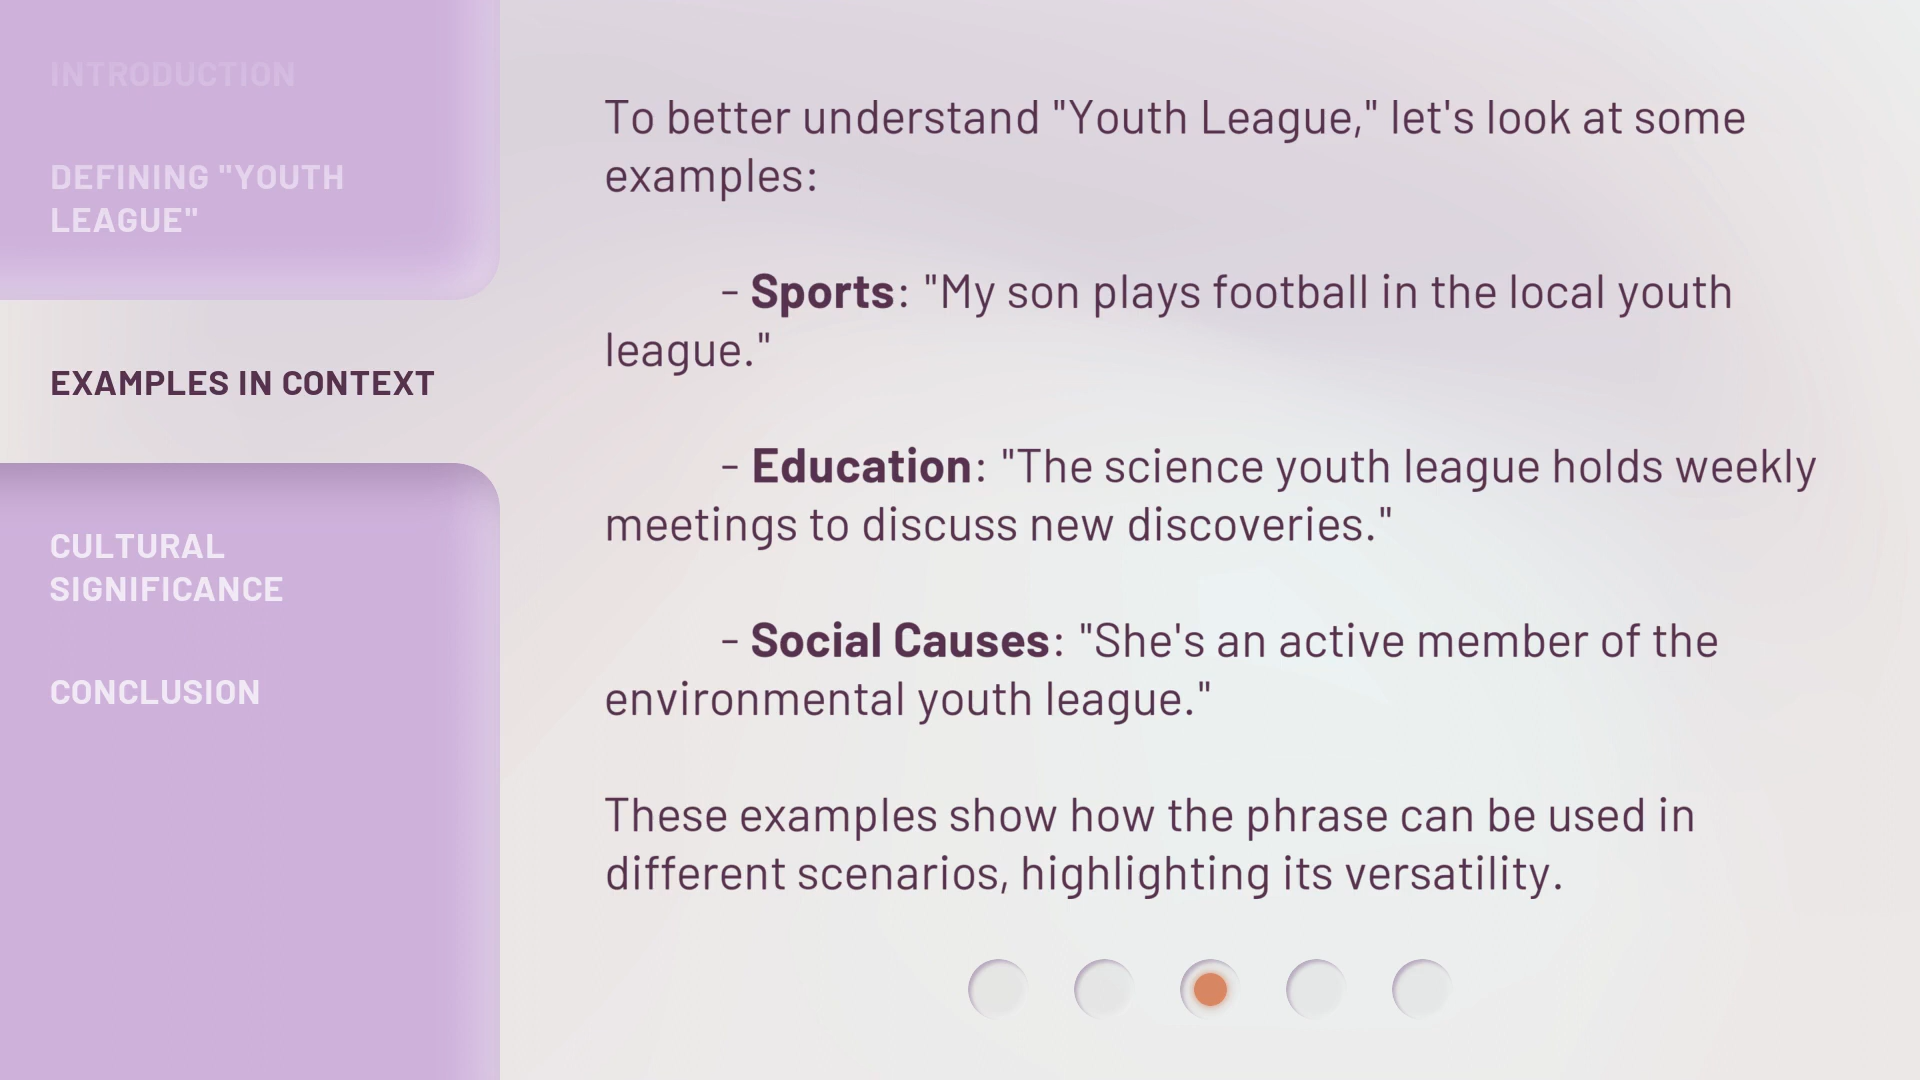 INTRODUCTION
DEFINING "YOUTH
LEAGUE"
EXAMPLES IN CONTEXT
CULTURAL
SIGNIFICANCE
CONCLUSION
To better understand "Youth League," let's look at some
examples:
- Sports: "My son plays football in the local youth
league."
- Education: "The science youth league holds weekly
meetings to discuss new discoveries."
- Social Causes: "She's an active member of the
environmental youth league."
These examples show how the phrase can be used in
different scenarios, highlighting its versatility.